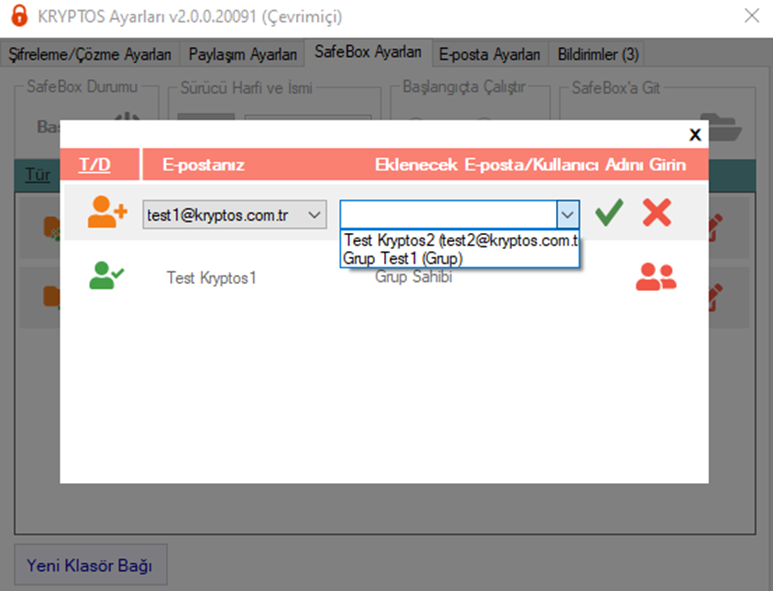 KRYPTOS Ayarları v2.0.0.20091 (Çevrimiçi)
Şifreleme/Çözme Ayarları Paylaşım Ayarları SafeBox Ayarları E-posta Ayarları Bildirimler (3)
SafeBox Durumu Sürücü Harfi ve İsmi Başlangıçta Çalıştır SafeBox'a Git
x
Tür
T/D E-postanız Eklenecek E-posta/Kullanıcı Adını Girin
test1@kryptos.com.tr
Test Kryptos2 (test2@kryptos.com.t
Grup Test1 (Grup)
Test Kryptos1 Grup Sahibi
Yeni Klasör Bağı